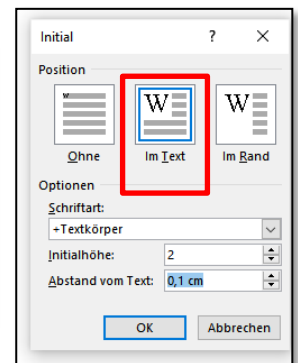 Initial ? ×
Position
W W W
Ohne Im Text Im Rand
Optionen
Schriftart:
+Textkörper
Initialhöhe: 2
Abstand vom Text: 0,1 cm
OK Abbrechen